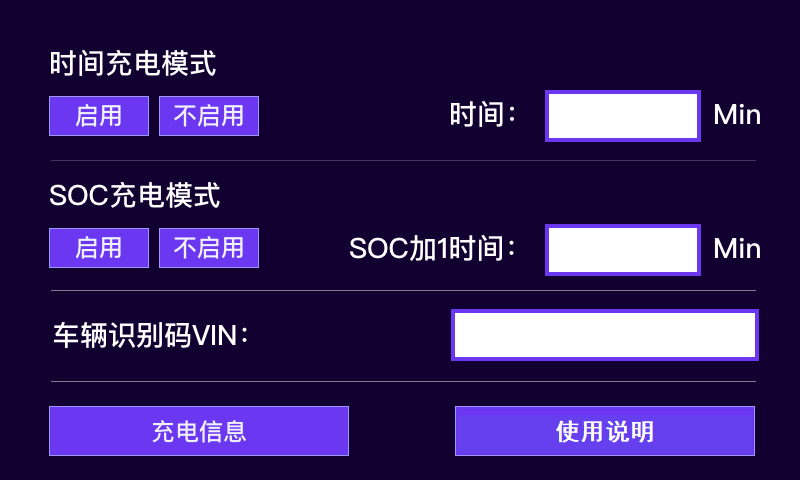 时间充电模式
启用 不启用 时间： Min
SOC充电模式
启用 不启用 SOC加1时间： Min
车辆识别码VIN：
充电信息 使用说明